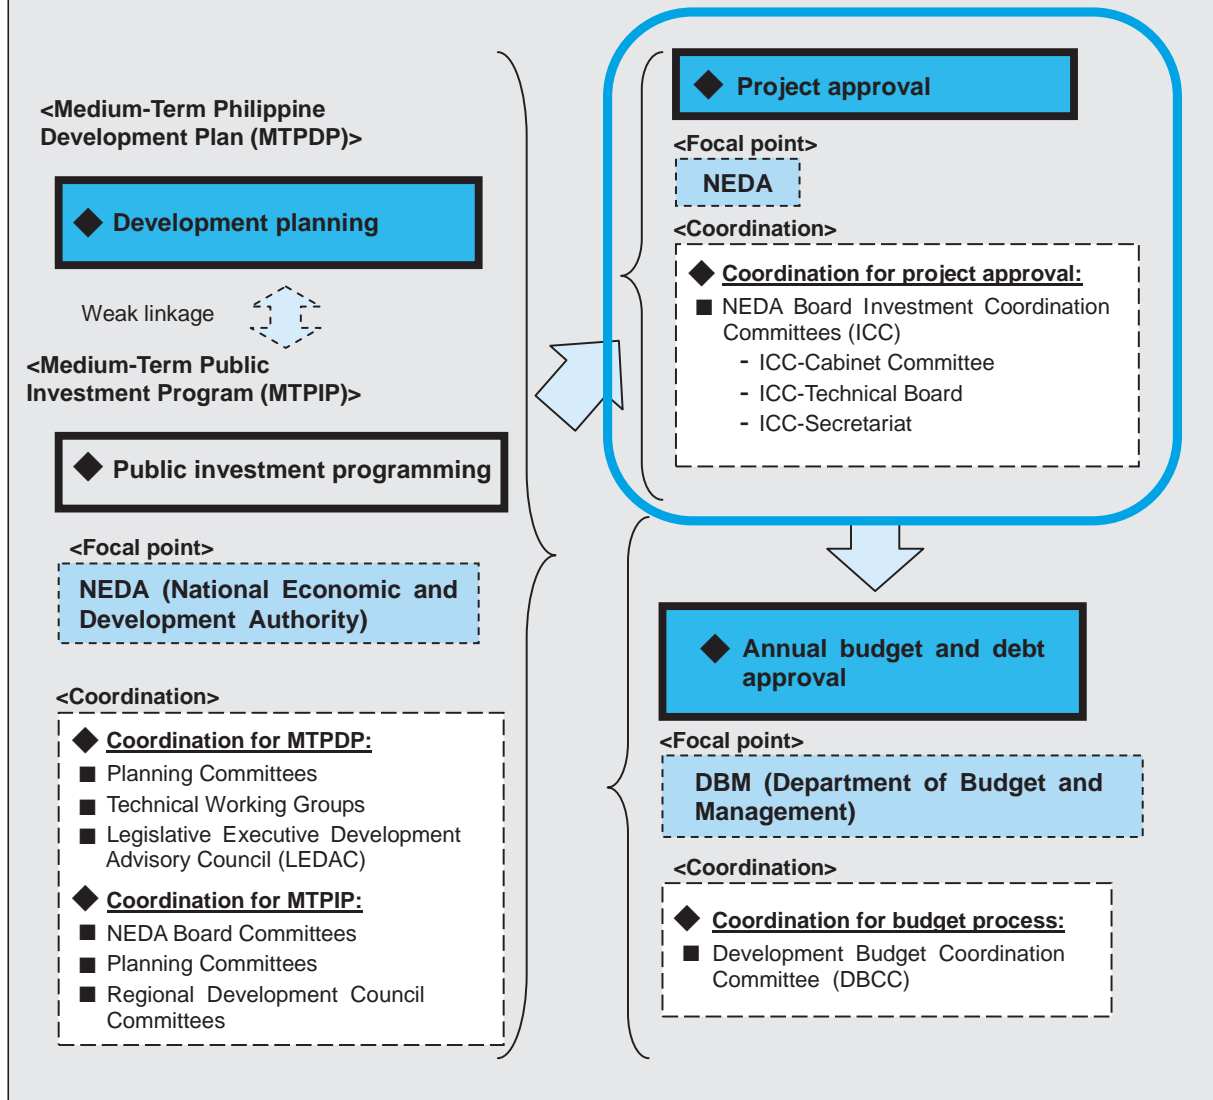 <Medium-Term Philippine
Development Plan (MTPDP)>
◆ Development planning
Weak linkage
<Medium-Term Public
Investment Program (MTPIP)>
◆ Public investment programming
<Focal point>
NEDA (National Economic and
Development Authority)
<Coordination>
◆ Coordination for MTPDP:
■ Planning Committees
■ Technical Working Groups
■ Legislative Executive Development
Advisory Council (LEDAC)
◆ Coordination for MTPIP:
■ NEDA Board Committees
■ Planning Committees
■ Regional Development Council
Committees
◆ Project approval
<Focal point>
NEDA
<Coordination>
◆ Coordination for project approval:
■ NEDA Board Investment Coordination
Committees (ICC)
- ICC-Cabinet Committee
- ICC-Technical Board
- ICC-Secretariat
◆ Annual budget and debt
approval
<Focal point>
DBM (Department of Budget and
Management)
<Coordination>
◆ Coordination for budget process:
■ Development Budget Coordination
Committee (DBCC)